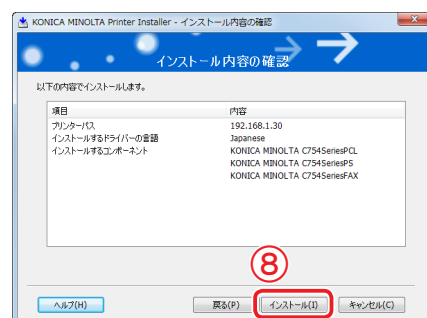 KONICA MINOLTA Printer Installer - インストール内容の確認
インストール内容の確認
以下の内容でインストールします。
項目 内容
プリンターパス 192.168.1.30
インストールするドライバーの言語 Japanese
インストールするコンポーネント KONICA MINOLTA C754SeriesPCL
KONICA MINOLTA C754SeriesPS
KONICA MINOLTA C754SeriesFAX
⑧
ヘルプ(H) 戻る(P) インストール(I) キャンセル(C)